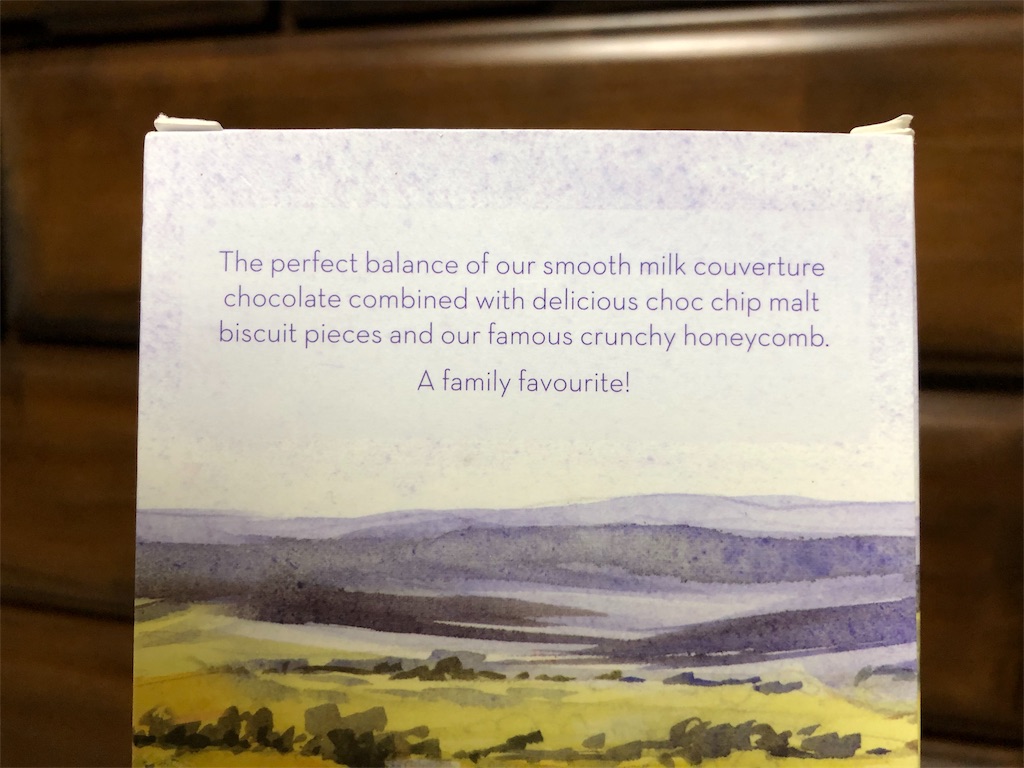 The perfect balance of our smooth milk couverture
chocolate combined with delicious choc chip malt
biscuit pieces and our famous crunchy honeycomb.
A family favourite!